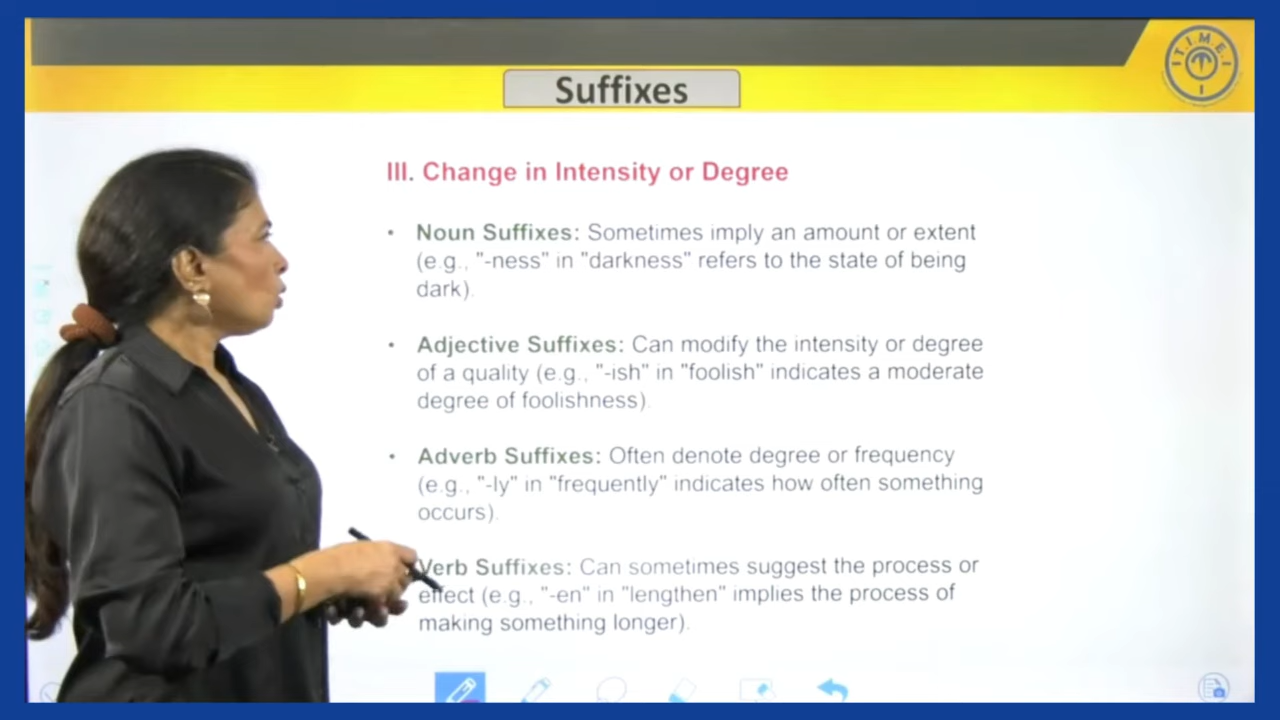 T.I.M.E.
Suffixes
III. Change in Intensity or Degree
• Noun Suffixes: Sometimes imply an amount or extent
(e.g., "-ness" in "darkness" refers to the state of being
dark).
• Adjective Suffixes: Can modify the intensity or degree
of a quality (e.g., "-ish" in "foolish" indicates a moderate
degree of foolishness).
• Adverb Suffixes: Often denote degree or frequency
(e.g., "-ly" in "frequently" indicates how often something
occurs).
Verb Suffixes: Can sometimes suggest the process or
effect (e.g., "-en" in "lengthen" implies the process of
making something longer).